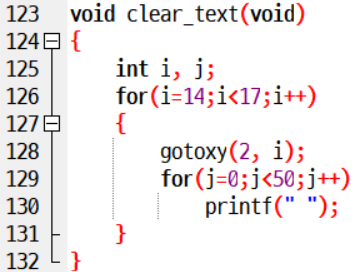 123 void clear_text(void)
124 {
125     int i, j;
126     for(i=14;i<17;i++)
127     {
128         gotoxy(2, i);
129         for(j=0;j<50;j++)
130             printf(" ");
131     }
132 }